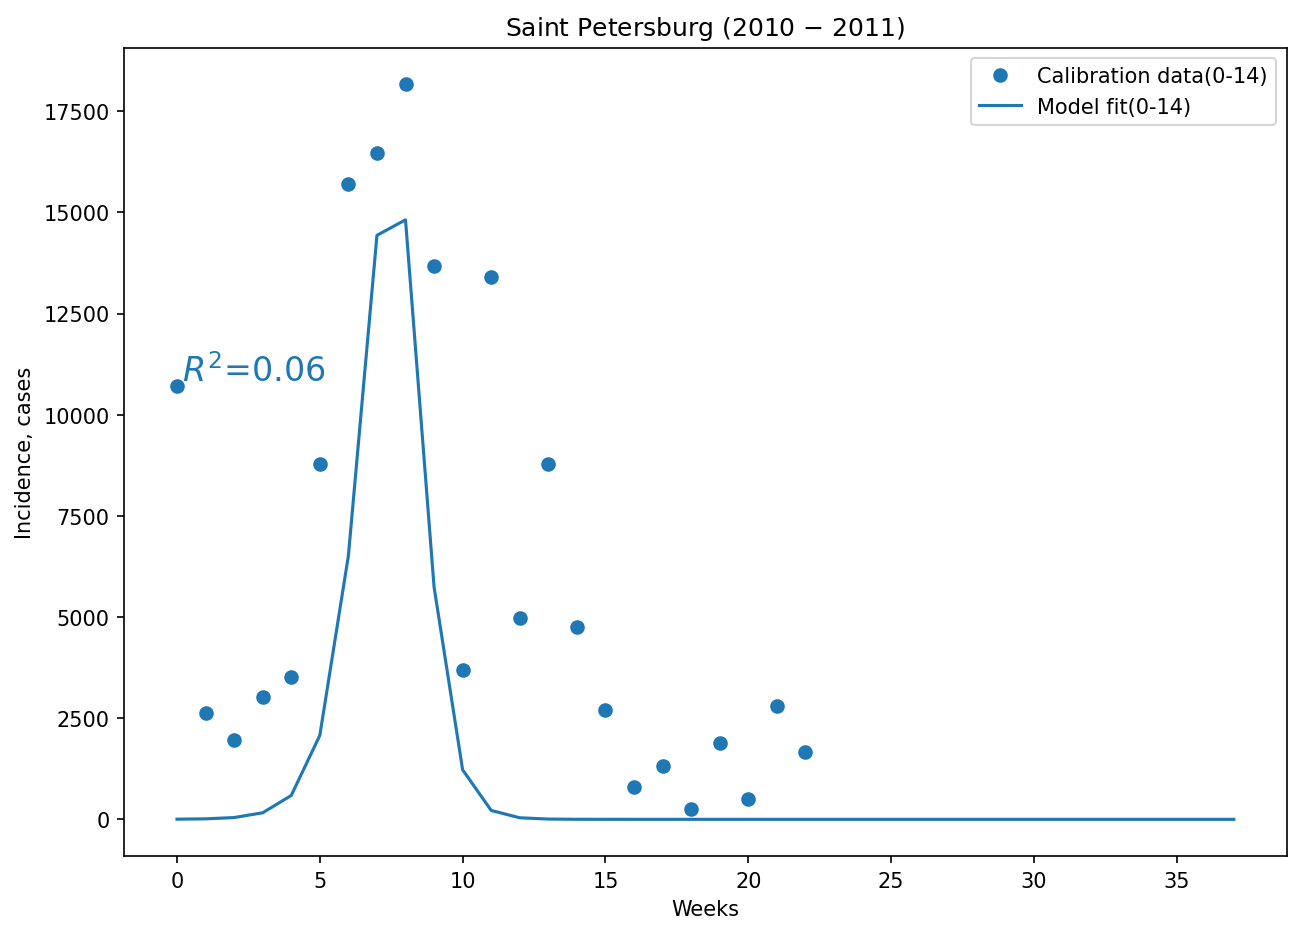 Saint Petersburg (2010 − 2011)
Calibration data(0-14)
Model fit(0-14)
R²=0.06
Incidence, cases
17500
15000
12500
10000
7500
5000
2500
0
0 5 10 15 20 25 30 35
Weeks